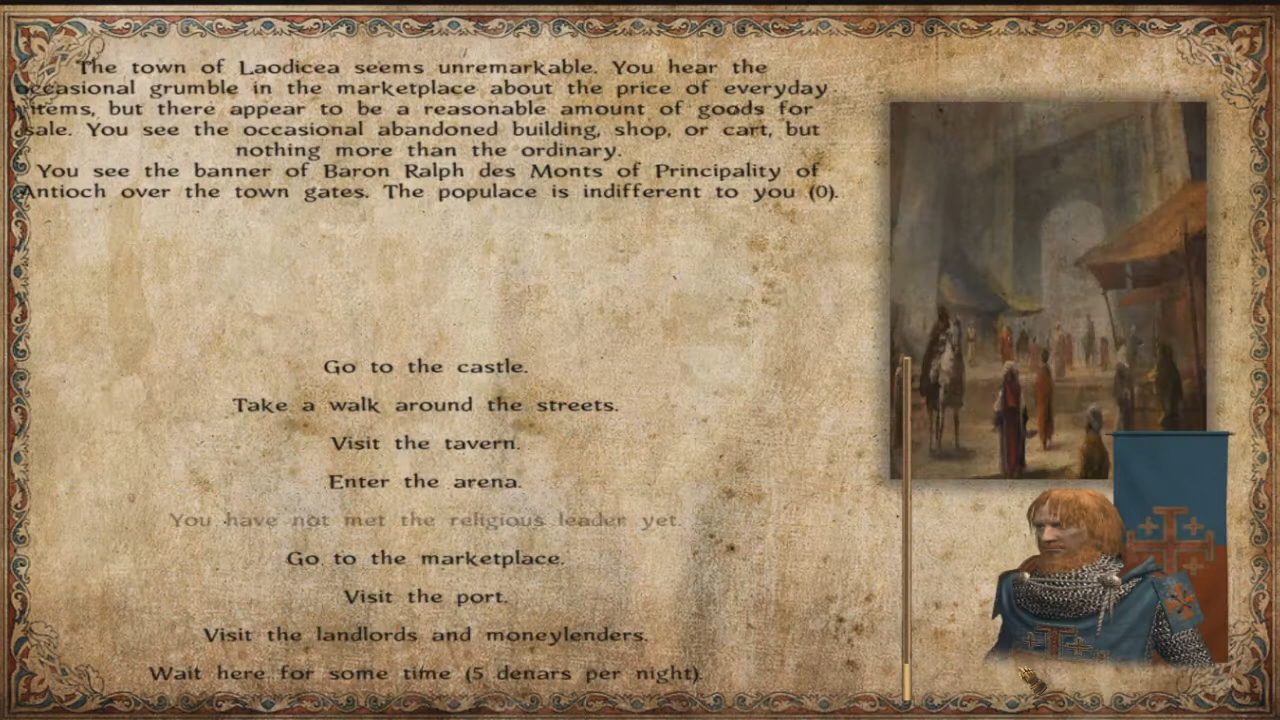 The town of Laodicea seems unremarkable. You hear the
occasional grumble in the marketplace about the price of everyday
items, but there appear to be a reasonable amount of goods for
sale. You see the occasional abandoned building, shop, or cart, but
nothing more than the ordinary.
You see the banner of Baron Ralph des Monts of Principality of
Antioch over the town gates. The populace is indifferent to you (0).
Go to the castle.
Take a walk around the streets.
Visit the tavern.
Enter the arena.
You have not met the religious leader yet.
Go to the marketplace.
Visit the port.
Visit the landlords and moneylenders.
Wait here for some time (5 denars per night).